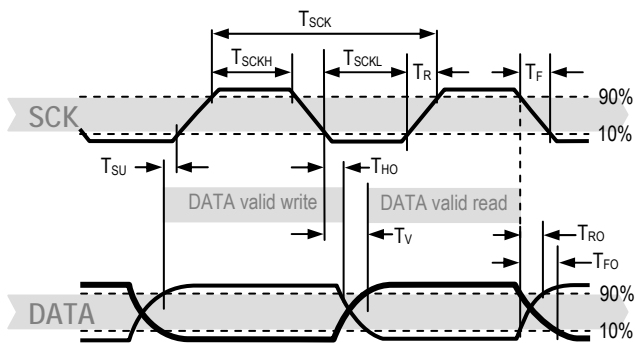 TSCK
TSCKH TSCKL TR TF
90%
SCK
10%
TSU THO
DATA valid write DATA valid read
TV TRO
TFO
90%
DATA
10%